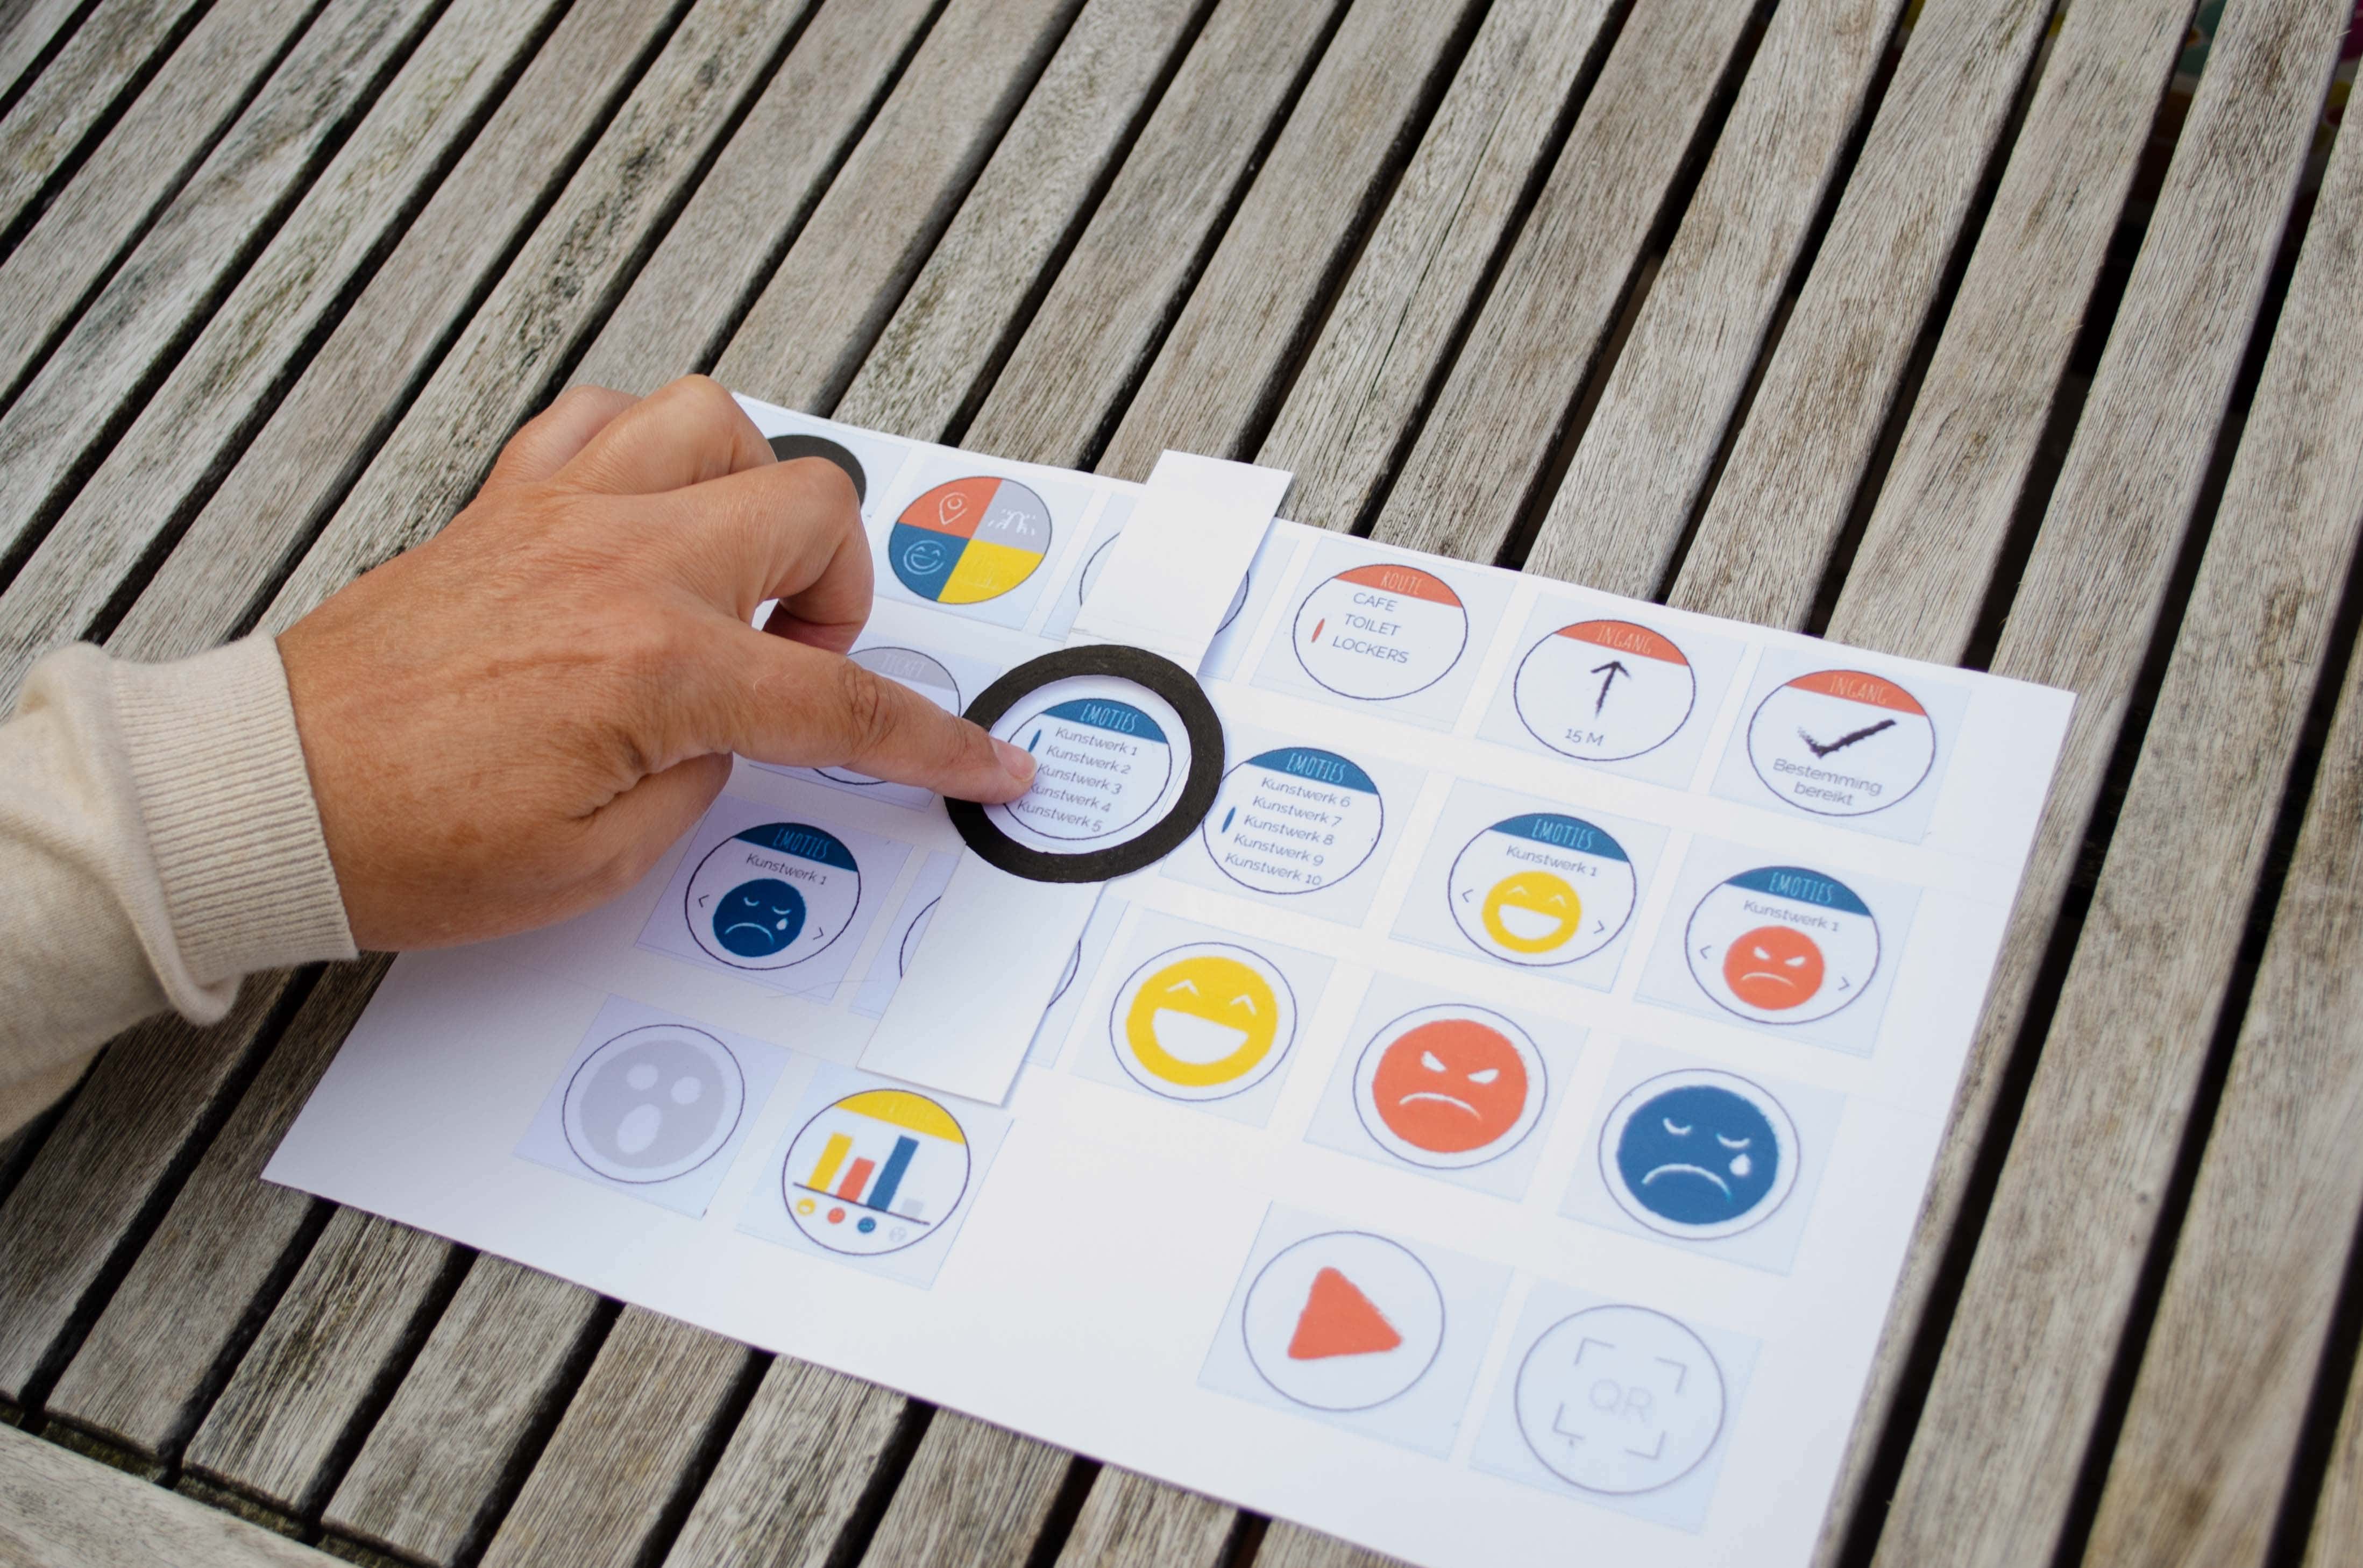 ROUTE
CAFE
TOILET
LOCKERS
INGANG
15 M
INGANG
Bestemming
bereikt
TICKET
EMOTIES
Kunstwerk 1
Kunstwerk 2
Kunstwerk 3
Kunstwerk 4
Kunstwerk 5
EMOTIES
Kunstwerk 6
Kunstwerk 7
Kunstwerk 8
Kunstwerk 9
Kunstwerk 10
EMOTIES
Kunstwerk 1
<
>
EMOTIES
Kunstwerk 1
<
>
EMOTIES
Kunstwerk 1
<
>
QR